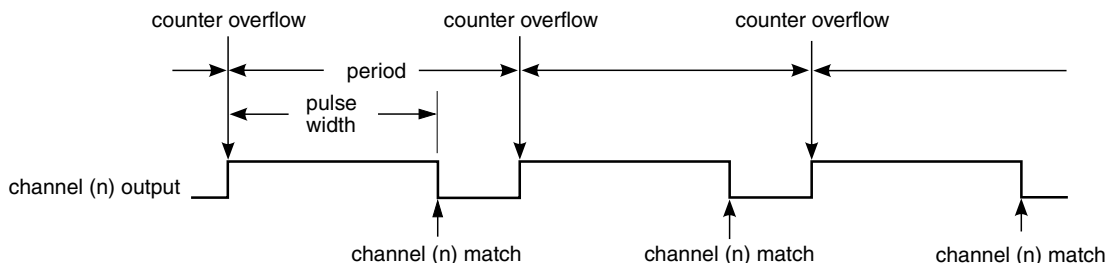 counter overflow counter overflow counter overflow
period
pulse
width
channel (n) output
channel (n) match channel (n) match channel (n) match